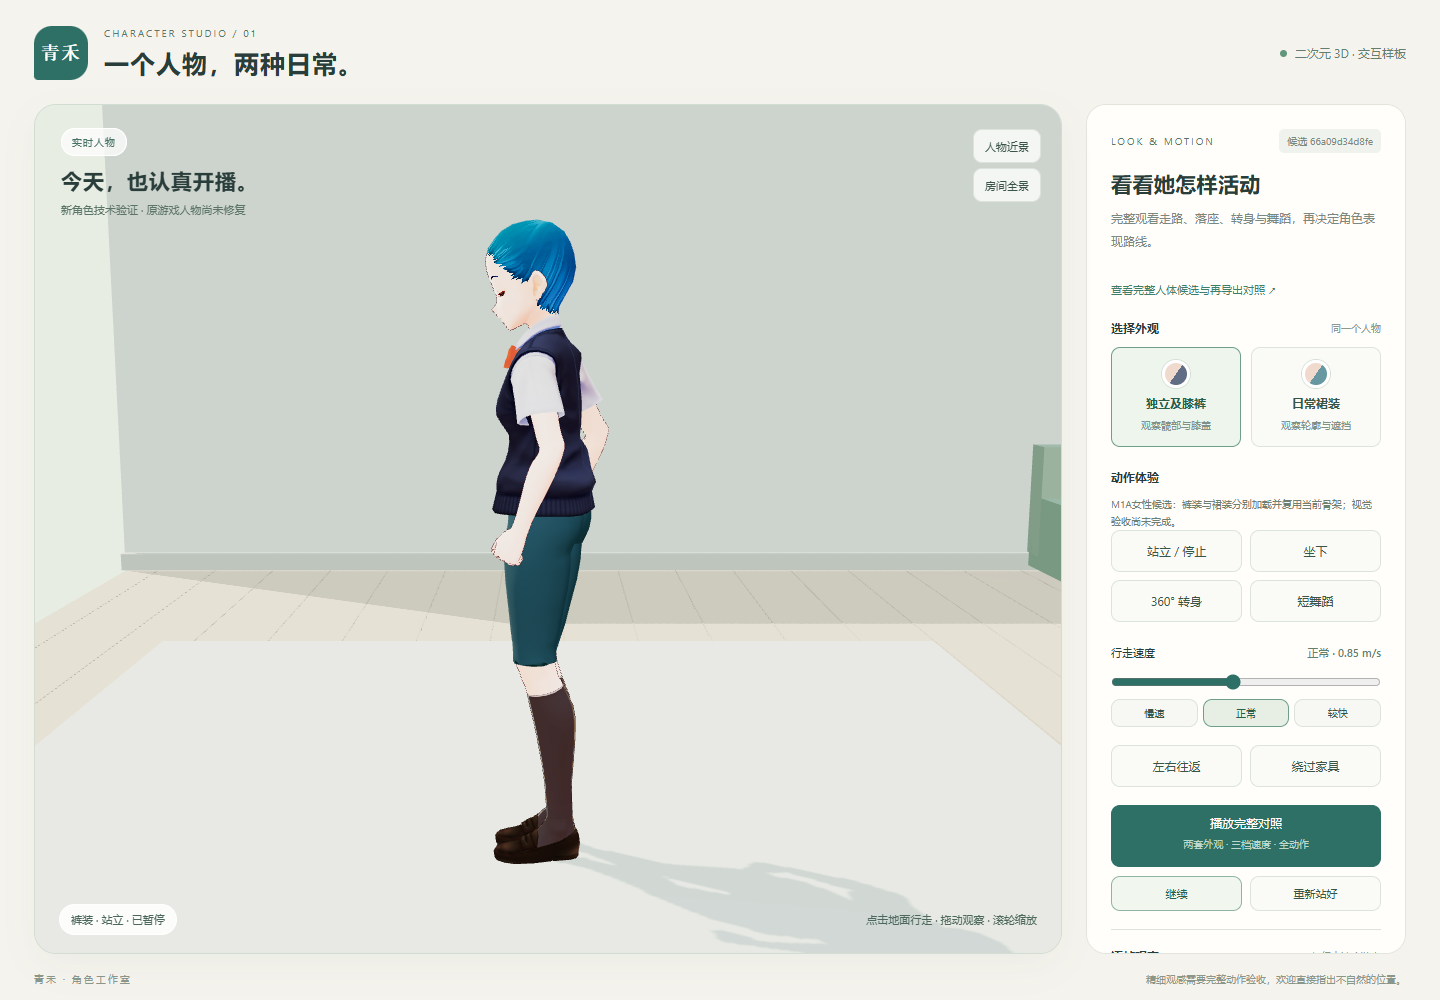 青禾
CHARACTER STUDIO / 01
一个人物，两种日常。
二次元 3D · 交互样板
实时人物
今天，也认真开播。
新角色技术验证 · 原游戏人物尚未修复
人物近景
房间全景
裤装 · 站立 · 已暂停
点击地面行走 · 拖动观察 · 滚轮缩放
LOOK & MOTION
候选 66a09d34d8fe
看看她怎样活动
完整观看走路、落座、转身与舞蹈，再决定角色表
现路线。
查看完整人体候选与再导出对照 ↗
选择外观
同一个人物
独立及膝裤
观察髋部与膝盖
日常裙装
观察轮廓与遮挡
动作体验
M1A女性候选：裤装与裙装分别加载并复用当前骨架；视觉
验收尚未完成。
站立 / 停止
坐下
360° 转身
短舞蹈
行走速度
正常 · 0.85 m/s
慢速
正常
较快
左右往返
绕过家具
播放完整对照
两套外观 · 三档速度 · 全动作
继续
重新站好
青禾 · 角色工作室
精细观感需要完整动作验收，欢迎直接指出不自然的位置。